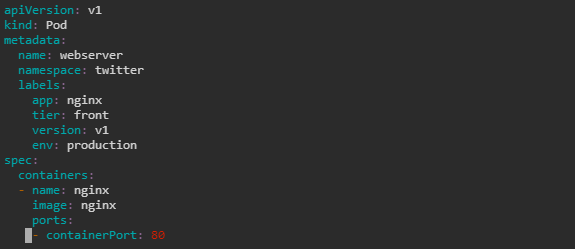 apiVersion: v1
kind: Pod
metadata:
  name: webserver
  namespace: twitter
  labels:
    app: nginx
    tier: front
    version: v1
    env: production
spec:
  containers:
  - name: nginx
    image: nginx
    ports:
    - containerPort: 80